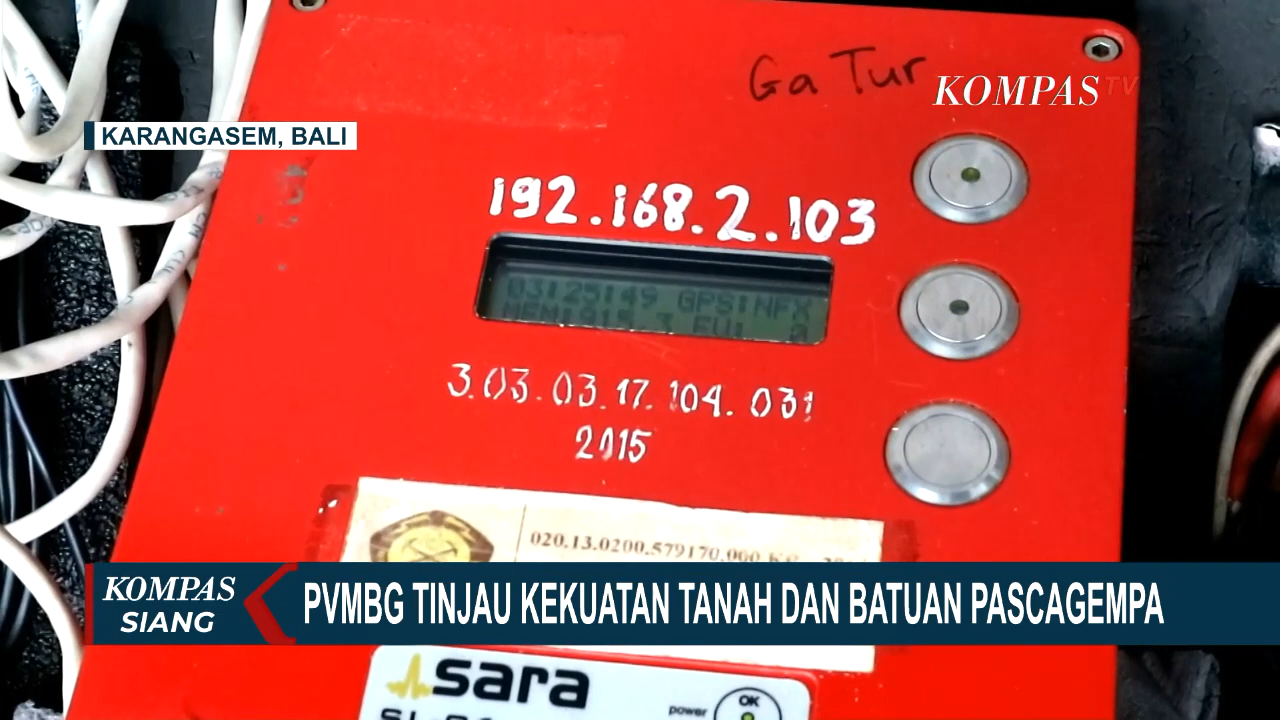 Ga Tur
KOMPAS TV
KARANGASEM, BALI
192.168.2.103
03:25:49 GPS:NFX
3.03.03.17.104.031
2015
020.13.0200.579170.000 KG
KOMPAS
SIANG
PVMBG TINJAU KEKUATAN TANAH DAN BATUAN PASCAGEMPA
sara
OK
power